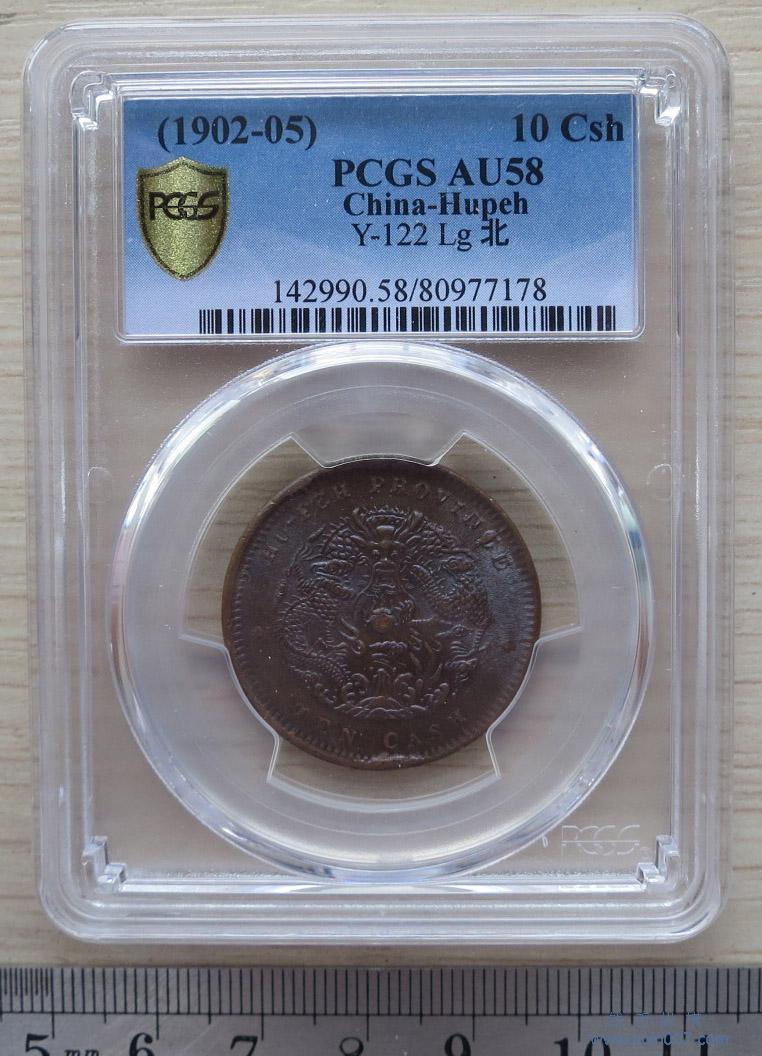 (1902-05) 10 Csh
PCGS AU58
China-Hupeh
Y-122 Lg 北
PCGS
142990.58/80977178
HU-PEH PROVINCE
TEN CASH
PCGS
5 mm 6 7 8 9 10